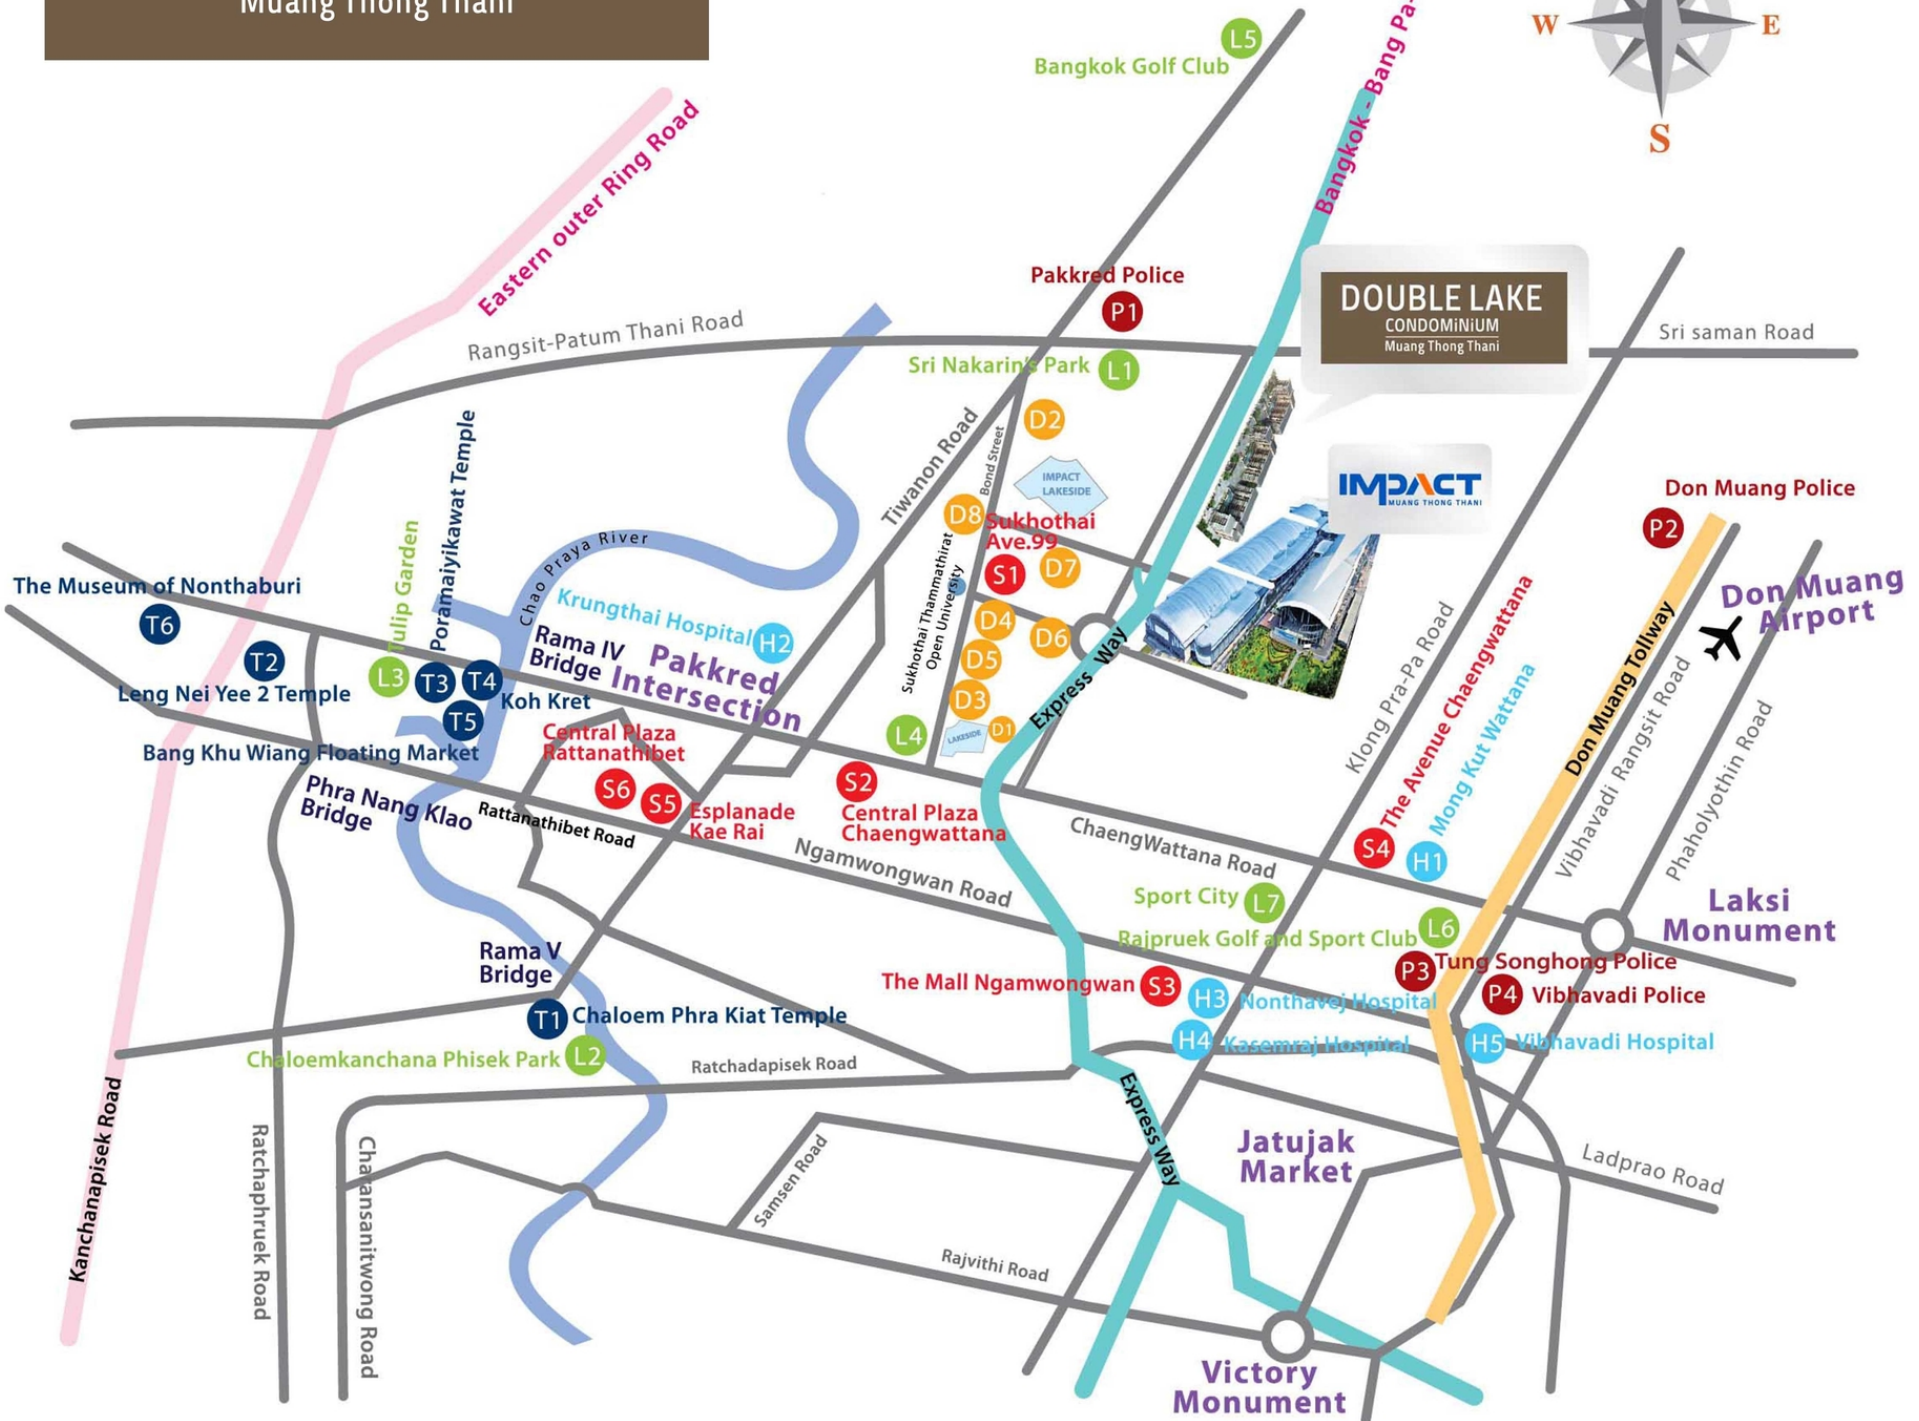 Muang Thong Thani
W
E
S
L5
Bangkok Golf Club
Bangkok - Bang Pa-
Eastern outer Ring Road
Pakkred Police
P1
DOUBLE LAKE
CONDOMiNiUM
Muang Thong Thani
Rangsit-Patum Thani Road
Sri saman Road
Sri Nakarin's Park
L1
D2
Tiwanon Road
Bond Street
IMPACT
LAKESIDE
IMPACT
MUANG THONG THANI
Don Muang Police
P2
D8
Sukhothai
Ave.99
S1
D7
Sukhothai Thammathirat
Open University
Chao Praya River
Tulip Garden
Poramaiyikawat Temple
The Museum of Nonthaburi
T6
T2
Leng Nei Yee 2 Temple
L3
T3
T4
T5
Koh Kret
Bang Khu Wiang Floating Market
Krungthai Hospital
H2
Rama IV
Bridge
Pakkred
Intersection
D4
D6
D5
D3
D1
LAKESIDE
L4
Express Way
Klong Pra-Pa Road
The Avenue Chaengwattana
Mong Kut Wattana
Don Muang Tollway
Vibhavadi Rangsit Road
Phaholyothin Road
Don Muang
Airport
Central Plaza
Rattanathibet
S6
S5
Esplanade
Kae Rai
S2
Central Plaza
Chaengwattana
Phra Nang Klao
Bridge
Rattanathibet Road
Ngamwongwan Road
ChaengWattana Road
S4
H1
Sport City
L7
Rajpruek Golf and Sport Club
L6
Laksi
Monument
P3
Tung Songhong Police
P4
Vibhavadi Police
Rama V
Bridge
The Mall Ngamwongwan
S3
H3
Nonthavej Hospital
H4
Kasemraj Hospital
H5
Vibhavadi Hospital
T1
Chaloem Phra Kiat Temple
Chaloemkanchana Phisek Park
L2
Ratchadapisek Road
Kanchanapisek Road
Ratchaphruek Road
Charansanitwong Road
Samsen Road
Express Way
Jatujak
Market
Ladprao Road
Rajvithi Road
Victory
Monument